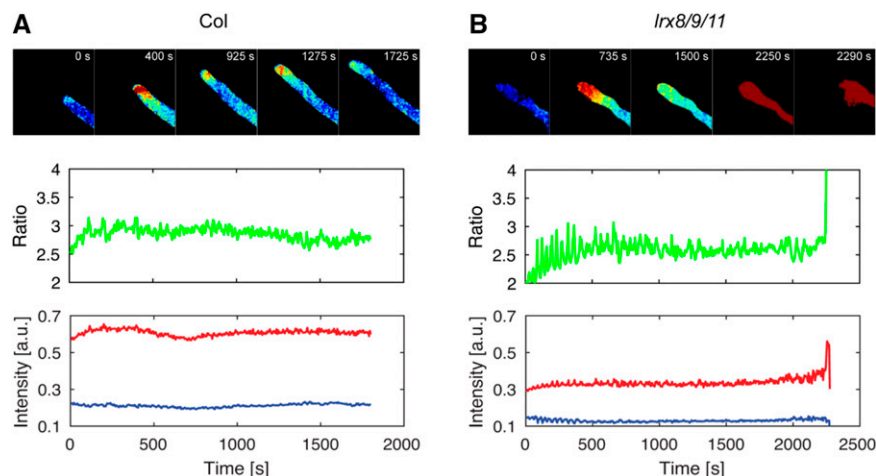 A Col
0 s 400 s 925 s 1275 s 1725 s
4
3.5
3
2.5
2
Ratio
0.7
0.5
0.3
0.1
Intensity [a.u.]
0 500 1000 1500 2000
Time [s]
B lrx8/9/11
0 s 735 s 1500 s 2250 s 2290 s
4
3.5
3
2.5
2
Ratio
0.7
0.5
0.3
0.1
Intensity [a.u.]
0 500 1000 1500 2000 2500
Time [s]